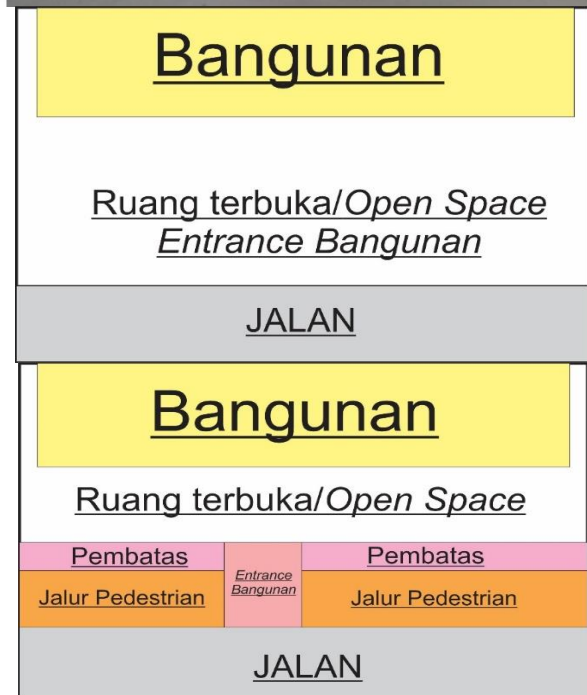 Bangunan
Ruang terbuka/Open Space
Entrance Bangunan
JALAN
Bangunan
Ruang terbuka/Open Space
Pembatas
Pembatas
Entrance
Bangunan
Jalur Pedestrian
Jalur Pedestrian
JALAN